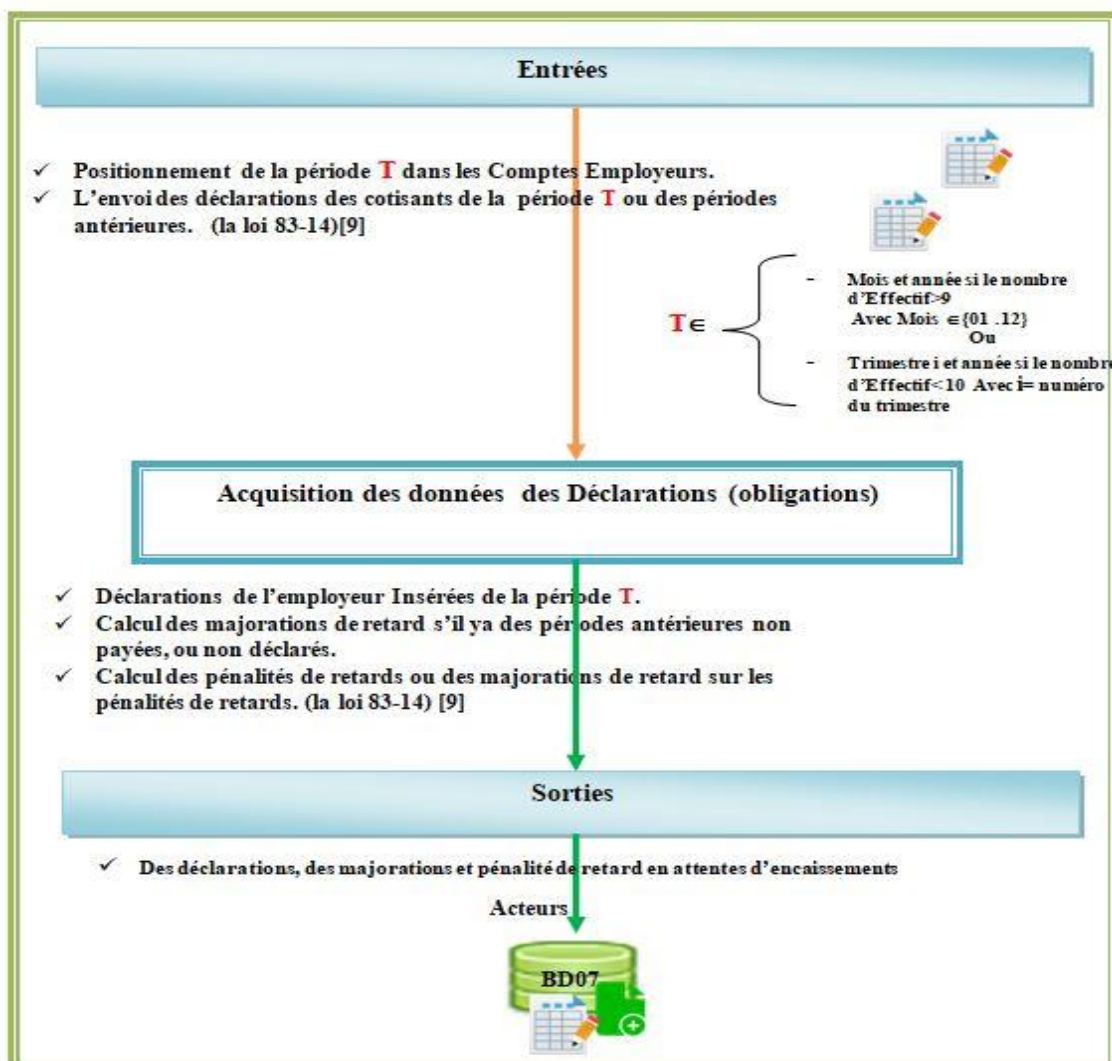 Entrées
✓ Positionnement de la période T dans les Comptes Employeurs.
✓ L'envoi des déclarations des cotisants de la période T ou des périodes
antérieures. (la loi 83-14)[9]
T∈
- Mois et année si le nombre
d'Effectif>9
Avec Mois ∈{01 .12}
Ou
- Trimestre i et année si le nombre
d'Effectif<10 Avec i= numéro
du trimestre
Acquisition des données des Déclarations (obligations)
✓ Déclarations de l'employeur Insérées de la période T.
✓ Calcul des majorations de retard s'il ya des périodes antérieures non
payées, ou non déclarés.
✓ Calcul des pénalités de retards ou des majorations de retard sur les
pénalités de retards. (la loi 83-14) [9]
Sorties
✓ Des déclarations, des majorations et pénalité de retard en attentes d'encaissements
Acteurs
BD07